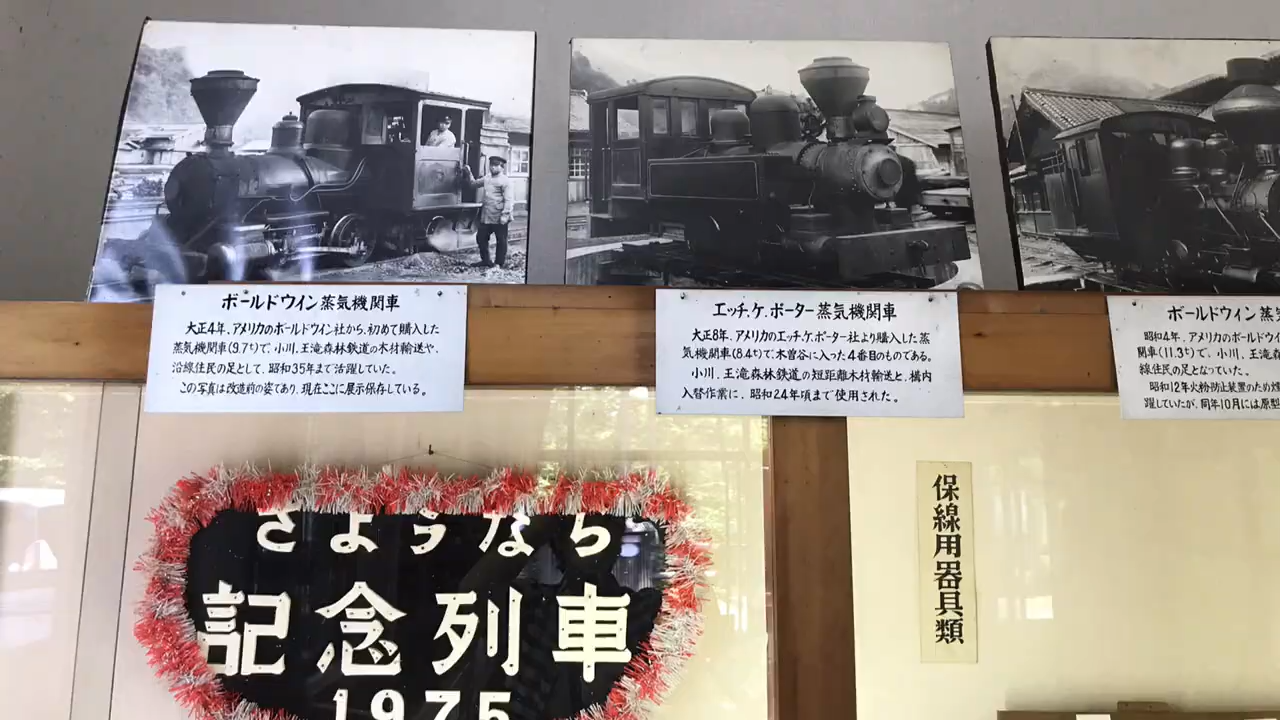 ボールドウイン蒸気機関車
大正4年、アメリカのボールドウイン社から、初めて購入した
蒸気機関車(9.7t)で、小川、王滝森林鉄道の木材輸送や、
沿線住民の足として、昭和35年まで活躍していた。
この写真は改造前の姿であり、現在ここに展示保存している。
エッチ.ケ.ポーター蒸気機関車
大正8年、アメリカのエッチ.ケ.ポーター社より購入した蒸
気機関車(8.4t)で、木曽谷に入った4番目のものである。
小川、王滝森林鉄道の短距離木材輸送と、構内
入替作業に、昭和24年頃まで使用された。
ボールドウイン蒸
昭和4年、アメリカのボールドウイ
関車(11.3t)で、小川、王滝森
線住民の足となっていた。
昭和12年火粉防止装置のため煙
躍していたが、同年10月には原型
さようなら
記念列車
1975
保線用器具類